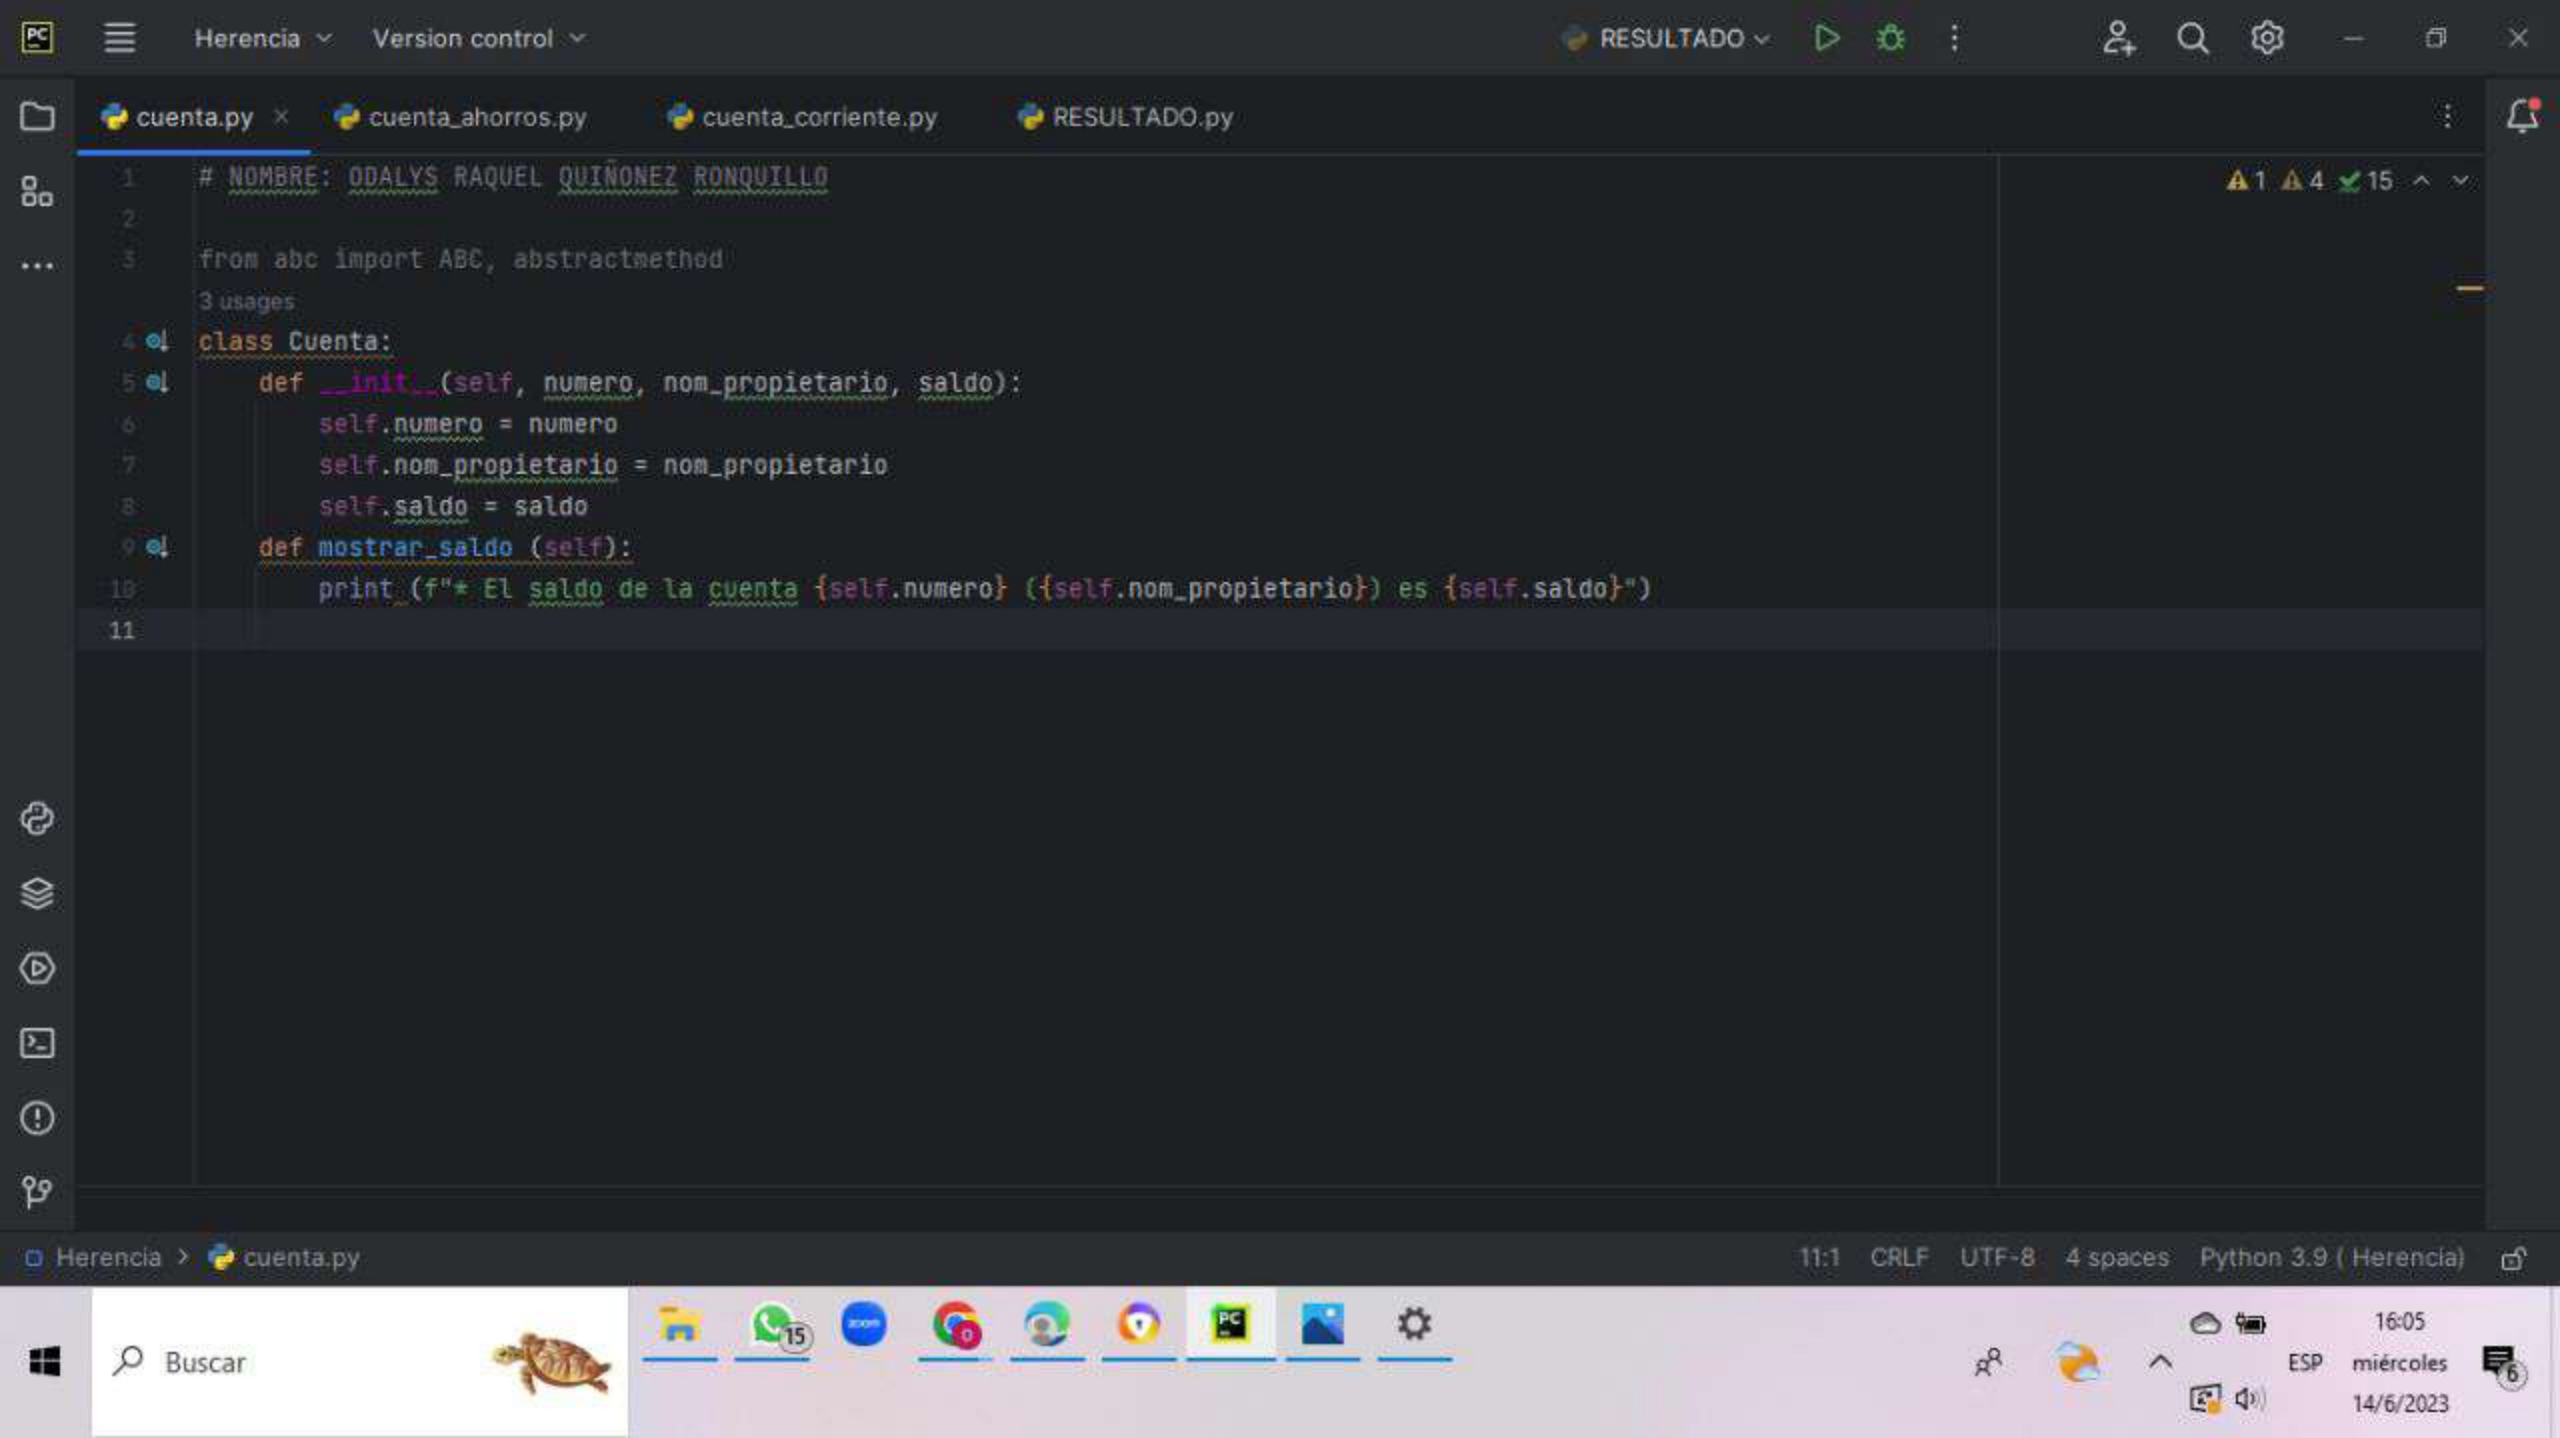 PC
Herencia
Version control
RESULTADO
cuenta.py
cuenta_ahorros.py
cuenta_corriente.py
RESULTADO.py
1 # NOMBRE: ODALYS RAQUEL QUIÑONEZ RONQUILLO
1 4 15
2
3 from abc import ABC, abstractmethod
3 usages
4 class Cuenta:
5     def __init__(self, numero, nom_propietario, saldo):
6         self.numero = numero
7         self.nom_propietario = nom_propietario
8         self.saldo = saldo
9     def mostrar_saldo (self):
10         print (f"* El saldo de la cuenta {self.numero} ({self.nom_propietario}) es {self.saldo}")
11
Herencia > cuenta.py
11:1 CRLF UTF-8 4 spaces Python 3.9 ( Herencia)
Buscar
15
zoom
PC
ESP
16:05
miércoles
14/6/2023
6